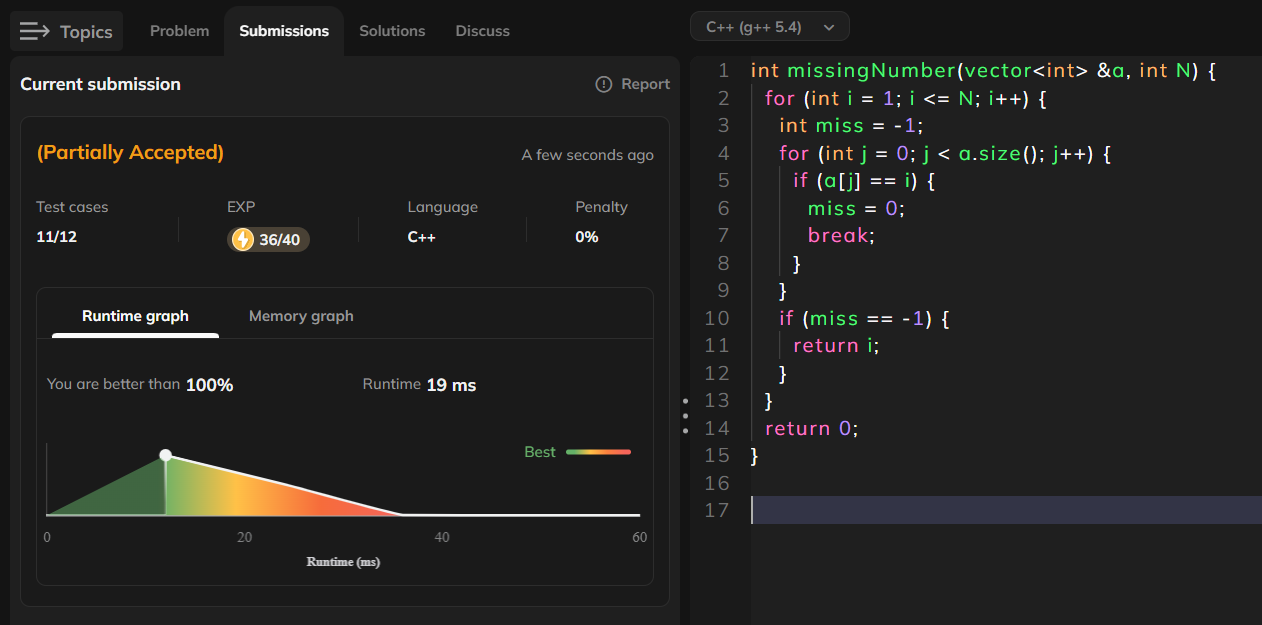 Topics
Problem
Submissions
Solutions
Discuss
Current submission
Report
(Partially Accepted)
A few seconds ago
Test cases
EXP
Language
Penalty
11/12
36/40
C++
0%
Runtime graph
Memory graph
You are better than 100%
Runtime 19 ms
Best
0
20
40
60
Runtime (ms)
C++ (g++ 5.4)
1 int missingNumber(vector<int> &a, int N) {
2   for (int i = 1; i <= N; i++) {
3     int miss = -1;
4     for (int j = 0; j < a.size(); j++) {
5       if (a[j] == i) {
6         miss = 0;
7         break;
8       }
9     }
10     if (miss == -1) {
11       return i;
12     }
13   }
14   return 0;
15 }
16
17